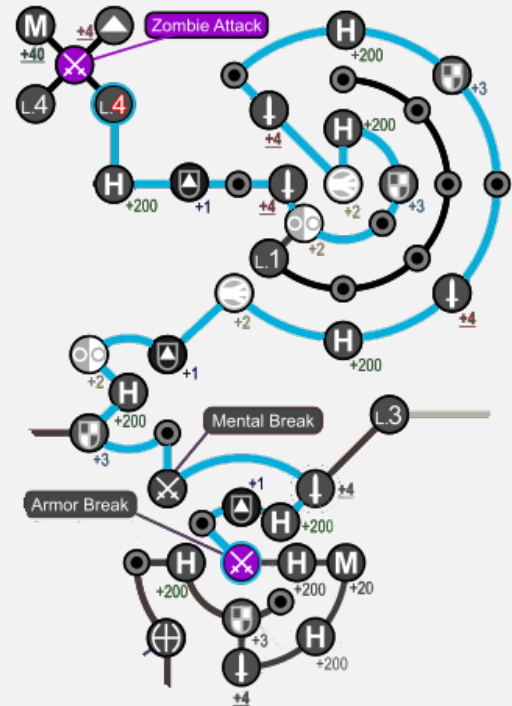 M
+4
Zombie Attack
+40
L.4
L.4
H
+200
+3
+4
H
+200
H
+200
+1
+4
+2
+3
+2
L.1
+2
+4
H
+200
+2
+1
H
+200
+3
Mental Break
L.3
+4
Armor Break
+1
H
+200
H
+200
H
+200
M
+20
+3
H
+200
+4